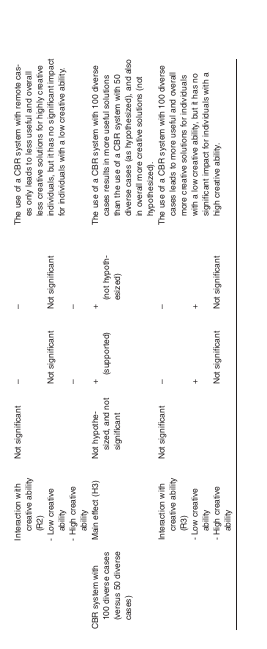 Interaction with Not significant – – The use of a CBR system with remote cas-
creative ability es only leads to less useful and overall
(R2) less creative solutions for highly creative
- Low creative Not significant Not significant individuals, but it has no significant impact
ability for individuals with a low creative ability.
- High creative – –
ability
CBR system with Main effect (H3) Not hypothe- + + The use of a CBR system with 100 diverse
100 diverse cases sized, and not (supported) (not hypoth- cases results in more useful solutions
(versus 50 diverse significant esized) than the use of a CBR system with 50
cases) diverse cases (as hypothesized), and also
in overall more creative solutions (not
hypothesized)
Interaction with Not significant – – The use of a CBR system with 100 diverse
creative ability cases leads to more useful and overall
(R3) more creative solutions for individuals
- Low creative + + with a low creative ability, but it has no
ability significant impact for individuals with a
- High creative Not significant Not significant high creative ability.
ability